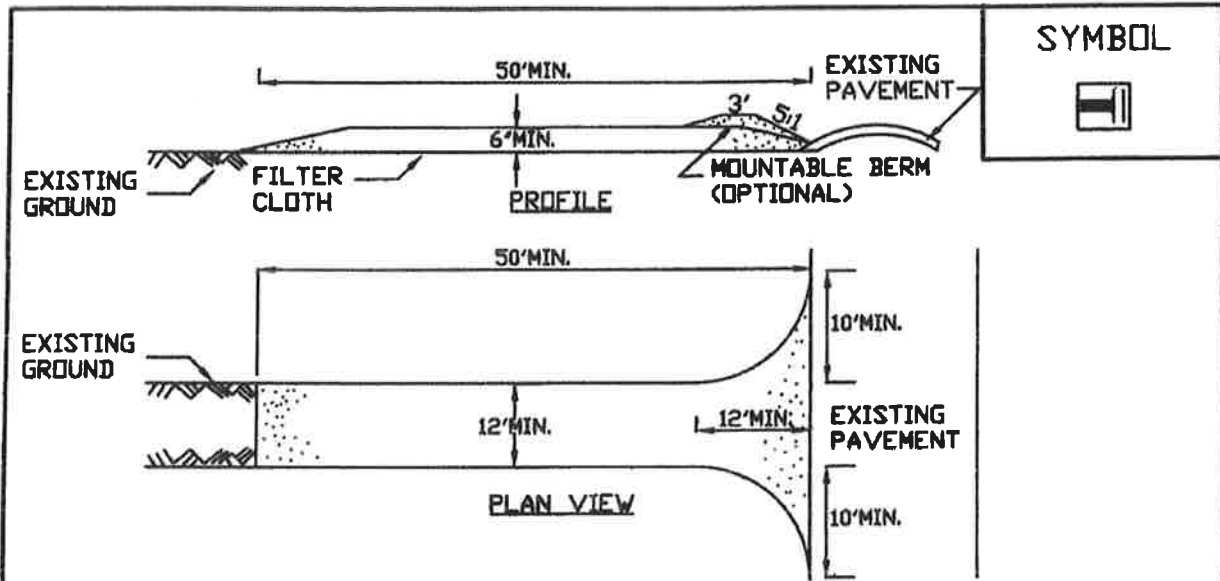 SYMBOL
50'MIN.
EXISTING
PAVEMENT
3'
5:1
6"MIN.
EXISTING
GROUND
FILTER
CLOTH
MOUNTABLE BERM
(OPTIONAL)
PROFILE
50'MIN.
10'MIN.
EXISTING
GROUND
12'MIN.
12'MIN.
EXISTING
PAVEMENT
PLAN VIEW
10'MIN.